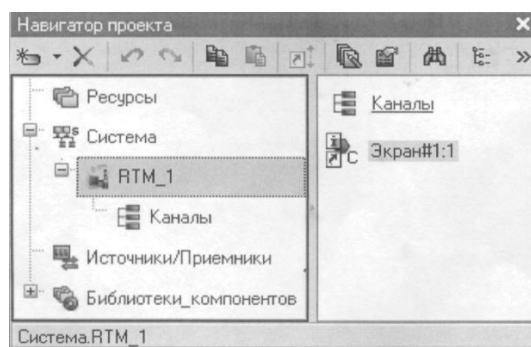 Навигатор проекта
Ресурсы
Система
RTM_1
Каналы
Источники/Приемники
Библиотеки_компонентов
Каналы
Экран#1:1
Система.RTM_1